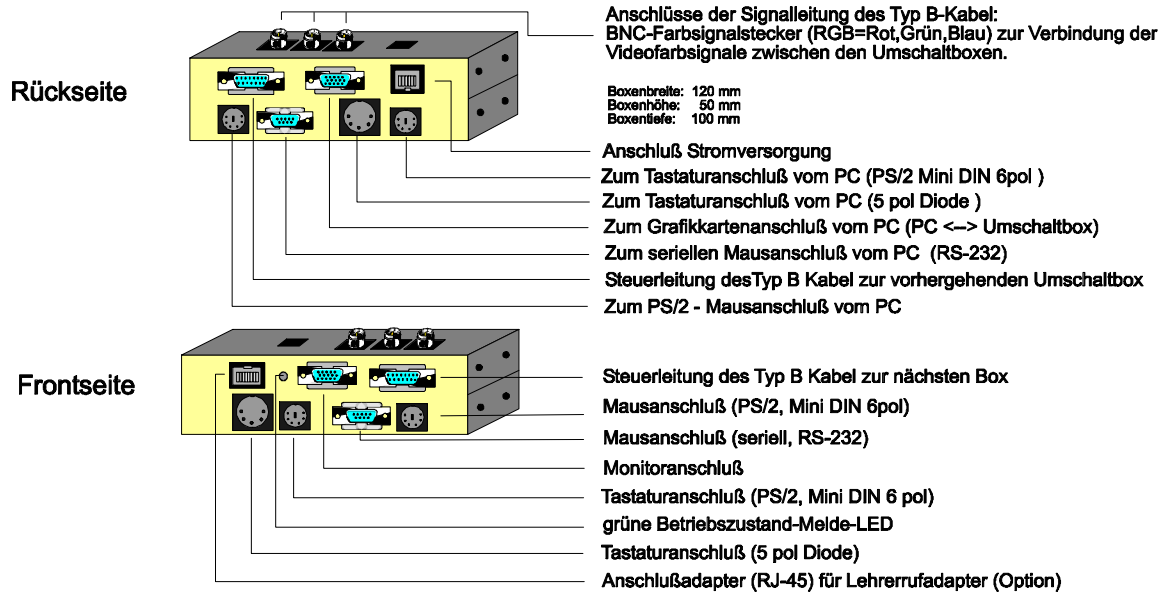 Anschlüsse der Signalleitung des Typ B-Kabel:
BNC-Farbsignalstecker (RGB=Rot,Grün,Blau) zur Verbindung der
Videofarbsignale zwischen den Umschaltboxen.
Rückseite
Boxenbreite: 120 mm
Boxenhöhe: 50 mm
Boxentiefe: 100 mm
Anschluß Stromversorgung
Zum Tastaturanschluß vom PC (PS/2 Mini DIN 6pol )
Zum Tastaturanschluß vom PC (5 pol Diode )
Zum Grafikkartenanschluß vom PC (PC <--> Umschaltbox)
Zum seriellen Mausanschluß vom PC (RS-232)
Steuerleitung desTyp B Kabel zur vorhergehenden Umschaltbox
Zum PS/2 - Mausanschluß vom PC
Frontseite
Steuerleitung des Typ B Kabel zur nächsten Box
Mausanschluß (PS/2, Mini DIN 6pol)
Mausanschluß (seriell, RS-232)
Monitoranschluß
Tastaturanschluß (PS/2, Mini DIN 6 pol)
grüne Betriebszustand-Melde-LED
Tastaturanschluß (5 pol Diode)
Anschlußadapter (RJ-45) für Lehrerrufadapter (Option)